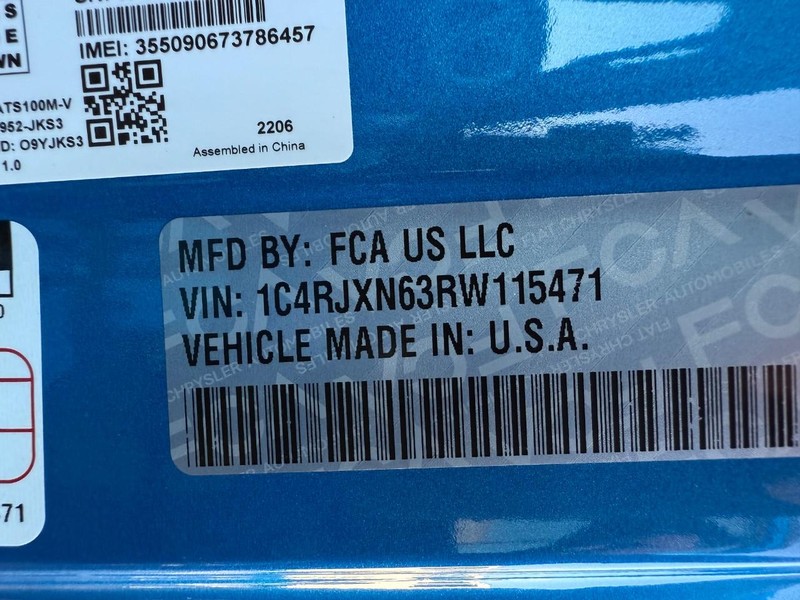 S
E
WN
IMEI: 355090673786457
ATS100M-V
952-JKS3
D: O9YJKS3
1.0
2206
Assembled in China
MFD BY: FCA US LLC
VIN: 1C4RJXN63RW115471
VEHICLE MADE IN: U.S.A.
71